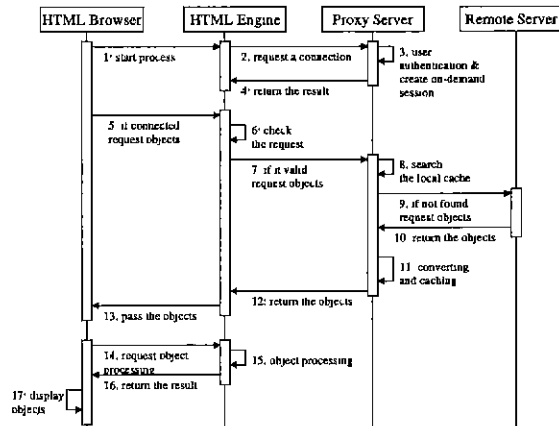 HTML Browser
HTML Engine
Proxy Server
Remote Server
1. start process
2. request a connection
3. user
authentication &
create on-demand
session
4. return the result
5. if connected
request objects
6. check
the request
7. if it valid
request objects
8. search
the local cache
9. if not found
request objects
10. return the objects
11. converting
and caching
12. return the objects
13. pass the objects
14. request object
processing
15. object processing
16. return the result
17. display
objects